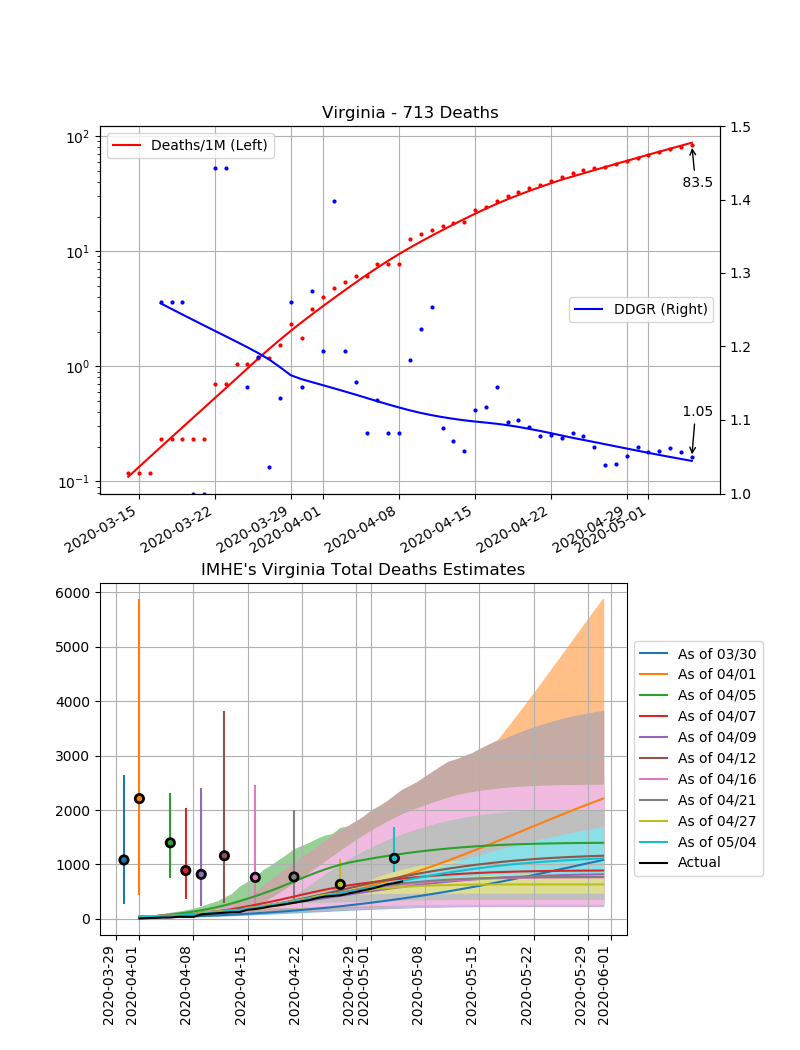 Virginia - 713 Deaths
Deaths/1M (Left)
DDGR (Right)
83.5
1.05
10²
10¹
10⁰
10⁻¹
1.5
1.4
1.3
1.2
1.1
1.0
2020-03-15
2020-03-22
2020-03-29
2020-04-01
2020-04-08
2020-04-15
2020-04-22
2020-04-29
2020-05-01
IMHE's Virginia Total Deaths Estimates
6000
5000
4000
3000
2000
1000
0
2020-03-29
2020-04-01
2020-04-08
2020-04-15
2020-04-22
2020-04-29
2020-05-01
2020-05-08
2020-05-15
2020-05-22
2020-05-29
2020-06-01
As of 03/30
As of 04/01
As of 04/05
As of 04/07
As of 04/09
As of 04/12
As of 04/16
As of 04/21
As of 04/27
As of 05/04
Actual